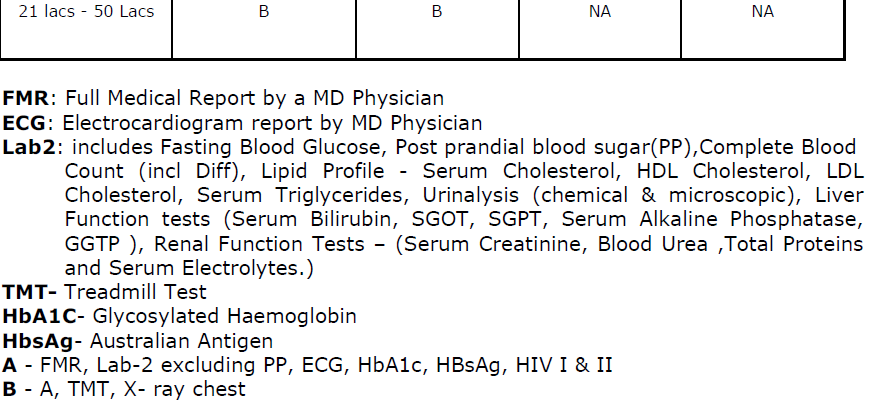 21 lacs - 50 Lacs B B NA NA
FMR: Full Medical Report by a MD Physician
ECG: Electrocardiogram report by MD Physician
Lab2: includes Fasting Blood Glucose, Post prandial blood sugar(PP),Complete Blood
Count (incl Diff), Lipid Profile - Serum Cholesterol, HDL Cholesterol, LDL
Cholesterol, Serum Triglycerides, Urinalysis (chemical & microscopic), Liver
Function tests (Serum Bilirubin, SGOT, SGPT, Serum Alkaline Phosphatase,
GGTP ), Renal Function Tests – (Serum Creatinine, Blood Urea ,Total Proteins
and Serum Electrolytes.)
TMT- Treadmill Test
HbA1C- Glycosylated Haemoglobin
HbsAg- Australian Antigen
A - FMR, Lab-2 excluding PP, ECG, HbA1c, HBsAg, HIV I & II
B - A, TMT, X- ray chest